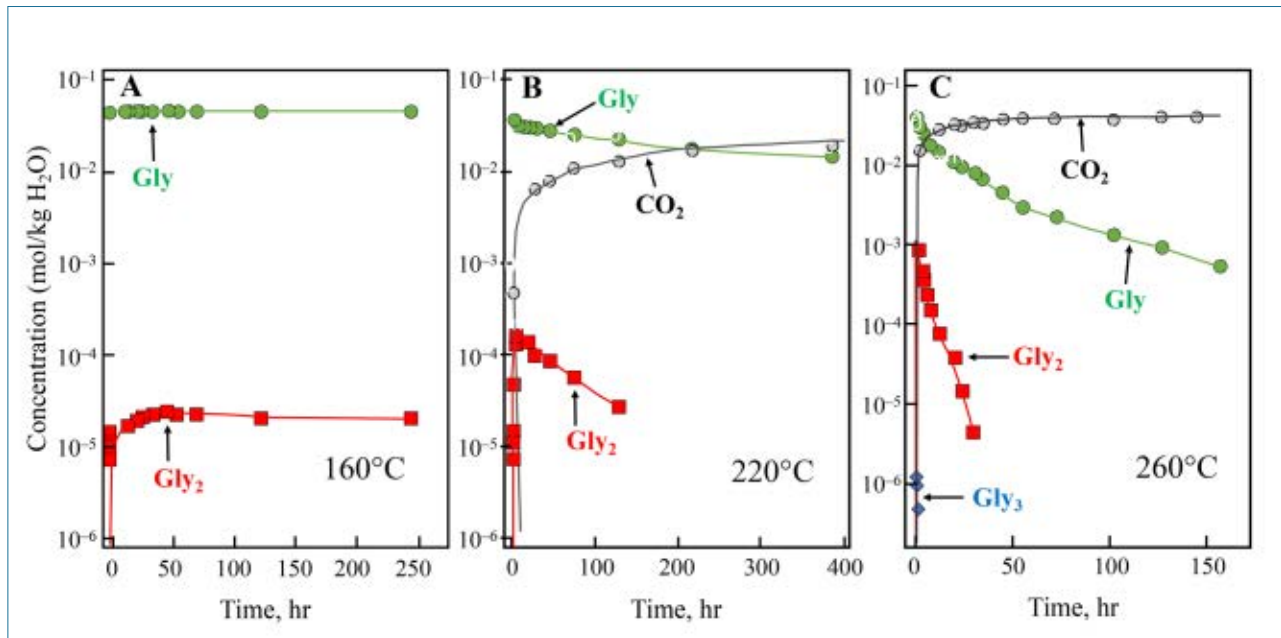 Concentration (mol/kg H₂O)
A
10⁻¹
10⁻²
10⁻³
10⁻⁴
10⁻⁵
10⁻⁶
Gly
Gly₂
160°C
0 50 100 150 200 250
Time, hr
B
10⁻¹
10⁻²
10⁻³
10⁻⁴
10⁻⁵
10⁻⁶
Gly
CO₂
Gly₂
220°C
0 100 200 300 400
Time, hr
C
10⁻¹
10⁻²
10⁻³
10⁻⁴
10⁻⁵
10⁻⁶
CO₂
Gly
Gly₂
Gly₃
260°C
0 50 100 150
Time, hr